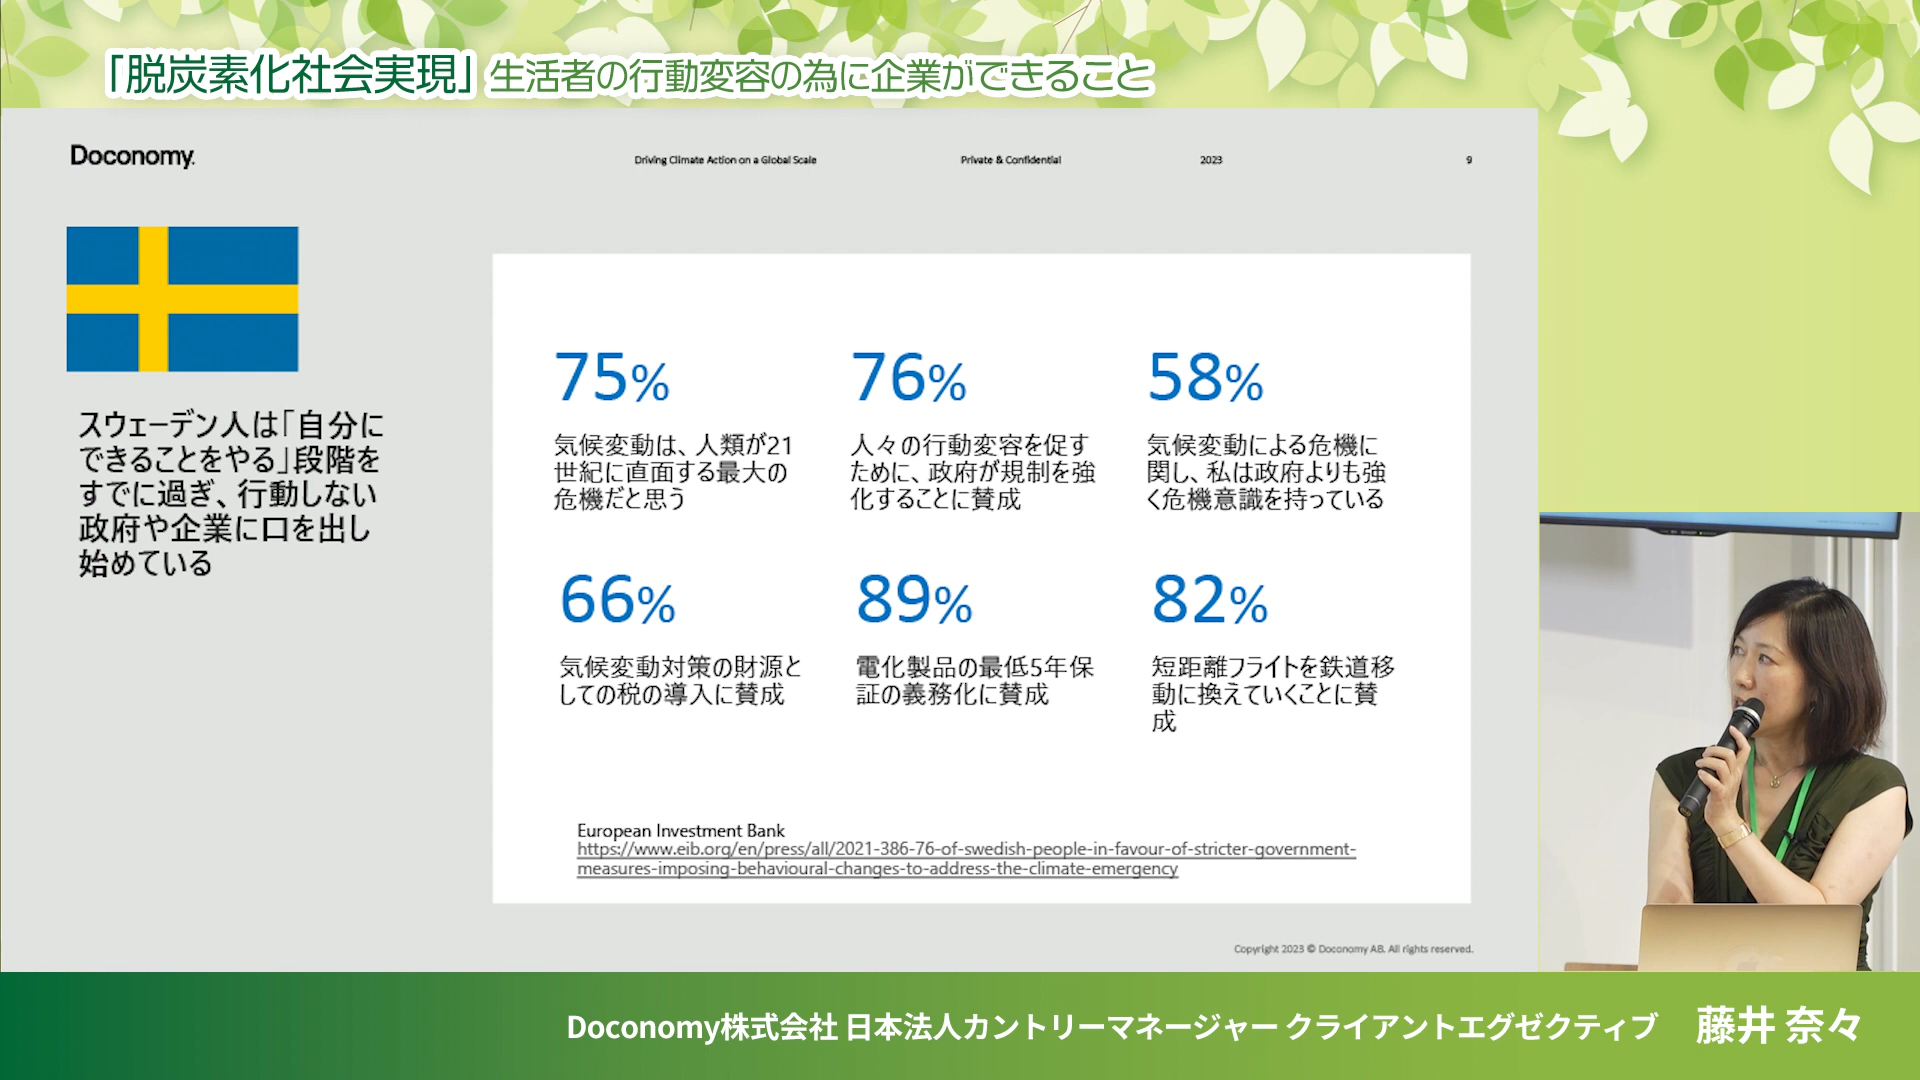 「脱炭素化社会実現」生活者の行動変容の為に企業ができること
Doconomy.
Driving Climate Action on a Global Scale
Private & Confidential
2023
9
スウェーデン人は「自分に
できることをやる」段階を
すでに過ぎ、行動しない
政府や企業に口を出し
始めている
75%
気候変動は、人類が21
世紀に直面する最大の
危機だと思う
76%
人々の行動変容を促す
ために、政府が規制を強
化することに賛成
58%
気候変動による危機に
関し、私は政府よりも強
く危機意識を持っている
66%
気候変動対策の財源と
しての税の導入に賛成
89%
電化製品の最低5年保
証の義務化に賛成
82%
短距離フライトを鉄道移
動に換えていくことに賛
成
European Investment Bank
https://www.eib.org/en/press/all/2021-386-76-of-swedish-people-in-favour-of-stricter-government-
measures-imposing-behavioural-changes-to-address-the-climate-emergency
Copyright 2023 © Doconomy AB. All rights reserved.
Doconomy株式会社 日本法人カントリーマネージャー クライアントエグゼクティブ 藤井 奈々